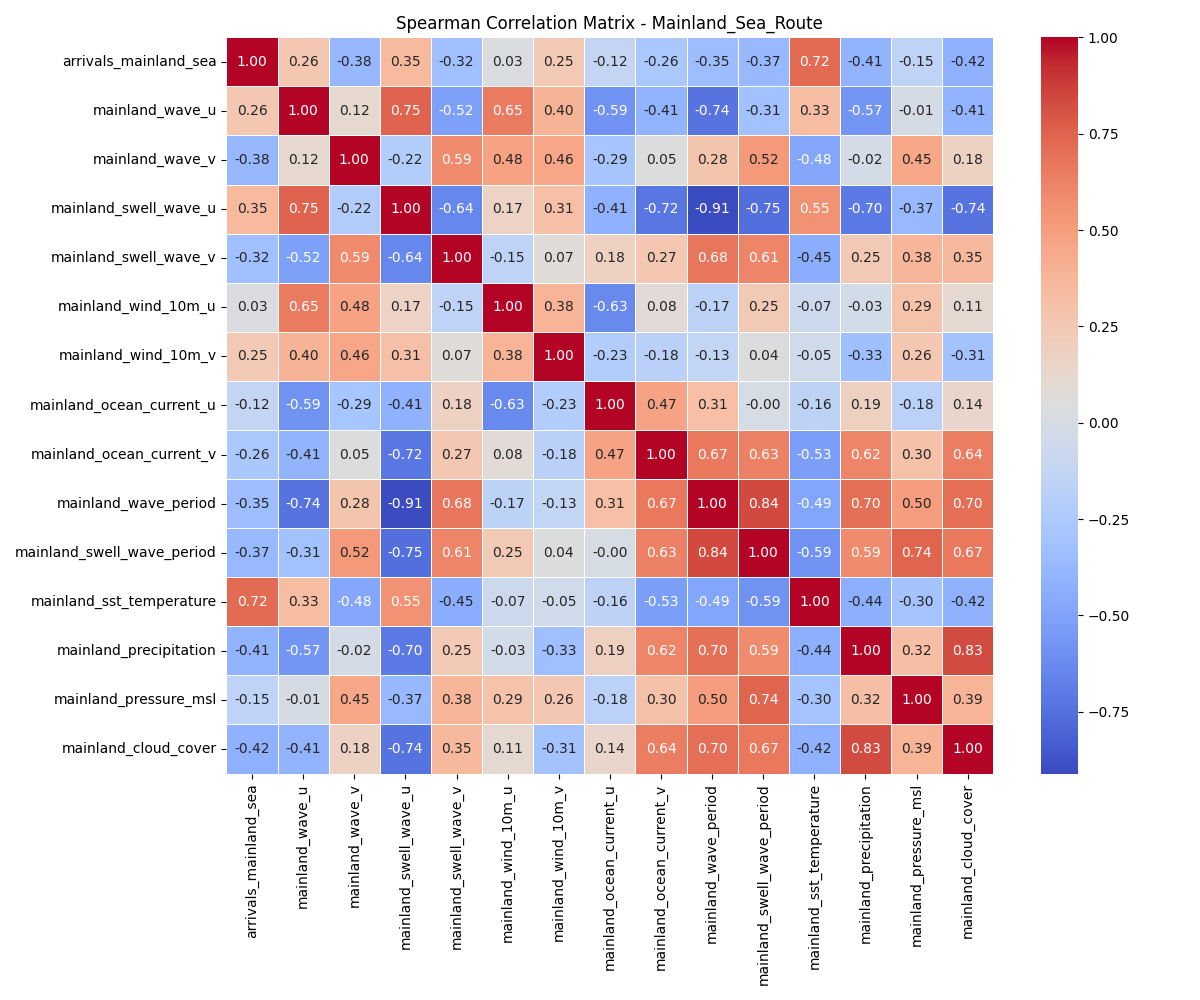 Spearman Correlation Matrix - Mainland_Sea_Route
arrivals_mainland_sea 1.00 0.26 -0.38 0.35 -0.32 0.03 0.25 -0.12 -0.26 -0.35 -0.37 0.72 -0.41 -0.15 -0.42
mainland_wave_u 0.26 1.00 0.12 0.75 -0.52 0.65 0.40 -0.59 -0.41 -0.74 -0.31 0.33 -0.57 -0.01 -0.41
mainland_wave_v -0.38 0.12 1.00 -0.22 0.59 0.48 0.46 -0.29 0.05 0.28 0.52 -0.48 -0.02 0.45 0.18
mainland_swell_wave_u 0.35 0.75 -0.22 1.00 -0.64 0.17 0.31 -0.41 -0.72 -0.91 -0.75 0.55 -0.70 -0.37 -0.74
mainland_swell_wave_v -0.32 -0.52 0.59 -0.64 1.00 -0.15 0.07 0.18 0.27 0.68 0.61 -0.45 0.25 0.38 0.35
mainland_wind_10m_u 0.03 0.65 0.48 0.17 -0.15 1.00 0.38 -0.63 0.08 -0.17 0.25 -0.07 -0.03 0.29 0.11
mainland_wind_10m_v 0.25 0.40 0.46 0.31 0.07 0.38 1.00 -0.23 -0.18 -0.13 0.04 -0.05 -0.33 0.26 -0.31
mainland_ocean_current_u -0.12 -0.59 -0.29 -0.41 0.18 -0.63 -0.23 1.00 0.47 0.31 -0.00 -0.16 0.19 -0.18 0.14
mainland_ocean_current_v -0.26 -0.41 0.05 -0.72 0.27 0.08 -0.18 0.47 1.00 0.67 0.63 -0.53 0.62 0.30 0.64
mainland_wave_period -0.35 -0.74 0.28 -0.91 0.68 -0.17 -0.13 0.31 0.67 1.00 0.84 -0.49 0.70 0.50 0.70
mainland_swell_wave_period -0.37 -0.31 0.52 -0.75 0.61 0.25 0.04 -0.00 0.63 0.84 1.00 -0.59 0.59 0.74 0.67
mainland_sst_temperature 0.72 0.33 -0.48 0.55 -0.45 -0.07 -0.05 -0.16 -0.53 -0.49 -0.59 1.00 -0.44 -0.30 -0.42
mainland_precipitation -0.41 -0.57 -0.02 -0.70 0.25 -0.03 -0.33 0.19 0.62 0.70 0.59 -0.44 1.00 0.32 0.83
mainland_pressure_msl -0.15 -0.01 0.45 -0.37 0.38 0.29 0.26 -0.18 0.30 0.50 0.74 -0.30 0.32 1.00 0.39
mainland_cloud_cover -0.42 -0.41 0.18 -0.74 0.35 0.11 -0.31 0.14 0.64 0.70 0.67 -0.42 0.83 0.39 1.00
arrivals_mainland_sea
mainland_wave_u
mainland_wave_v
mainland_swell_wave_u
mainland_swell_wave_v
mainland_wind_10m_u
mainland_wind_10m_v
mainland_ocean_current_u
mainland_ocean_current_v
mainland_wave_period
mainland_swell_wave_period
mainland_sst_temperature
mainland_precipitation
mainland_pressure_msl
mainland_cloud_cover
1.00
0.75
0.50
0.25
0.00
−0.25
−0.50
−0.75